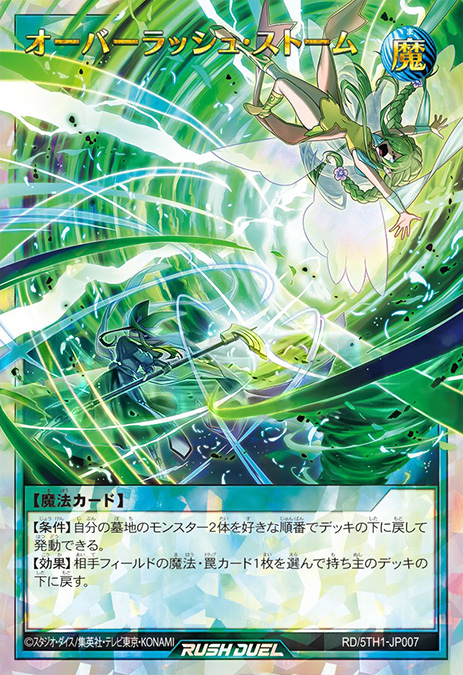 オーバーラッシュ・ストーム
魔
【魔法カード】
【条件】自分の墓地のモンスター2体を好きな順番でデッキの下に戻して
発動できる。
【効果】相手フィールドの魔法・罠カード1枚を選んで持ち主のデッキの
下に戻す。
©スタジオ・ダイス/集英社・テレビ東京・KONAMI
RUSH DUEL
RD/5TH1-JP007